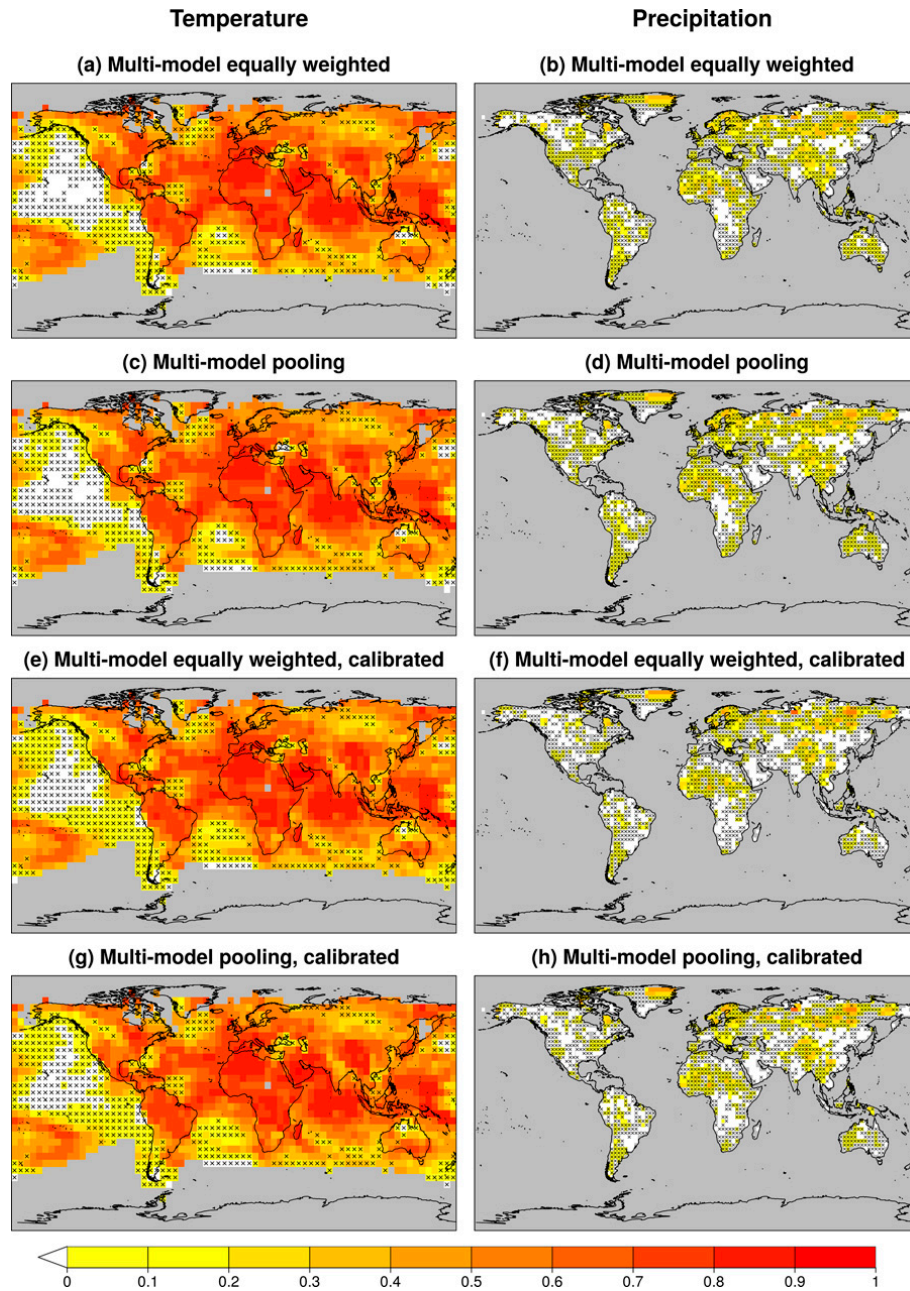 Temperature Precipitation
(a) Multi-model equally weighted (b) Multi-model equally weighted
(c) Multi-model pooling (d) Multi-model pooling
(e) Multi-model equally weighted, calibrated (f) Multi-model equally weighted, calibrated
(g) Multi-model pooling, calibrated (h) Multi-model pooling, calibrated
0 0.1 0.2 0.3 0.4 0.5 0.6 0.7 0.8 0.9 1